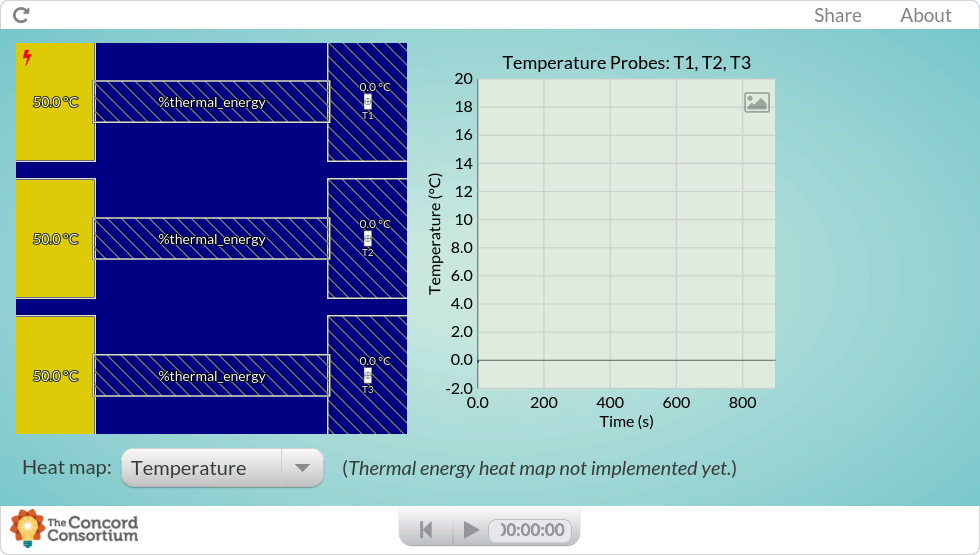 Share
About
50.0 °C
%thermal_energy
0.0 °C
T1
50.0 °C
%thermal_energy
0.0 °C
T2
50.0 °C
%thermal_energy
0.0 °C
T3
Temperature Probes: T1, T2, T3
Temperature (°C)
20
18
16
14
12
10
8.0
6.0
4.0
2.0
0.0
-2.0
0.0
200
400
600
800
Time (s)
Heat map:
Temperature
(Thermal energy heat map not implemented yet.)
The Concord
Consortium
00:00:00